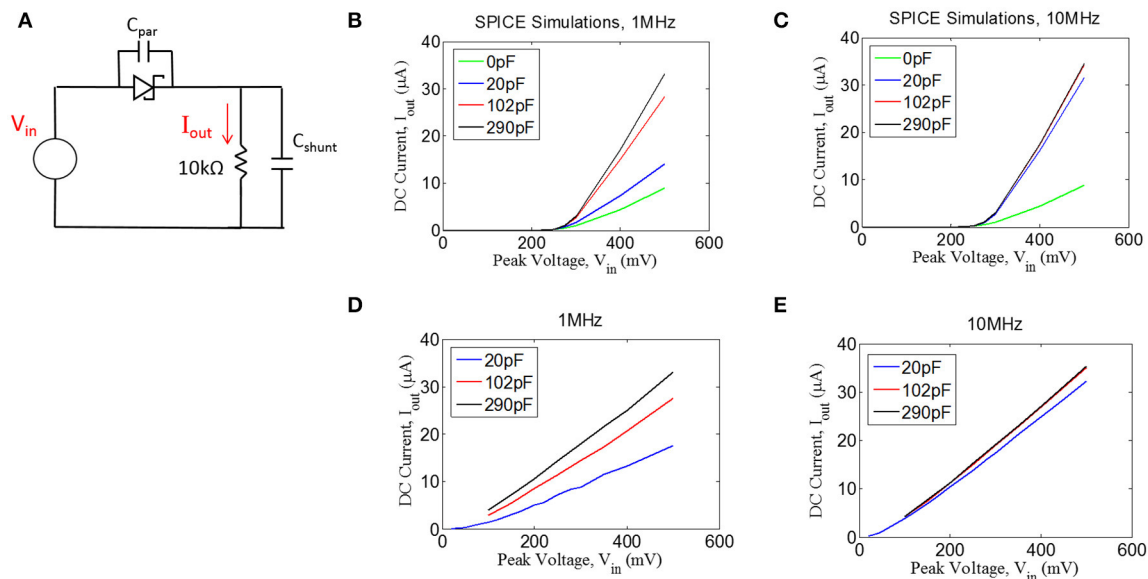 A
C_par
V_in
I_out
10kΩ
C_shunt
B
SPICE Simulations, 1MHz
DC Current, I_out (μA)
40
30
20
10
0
0pF
20pF
102pF
290pF
0
200
400
600
Peak Voltage, V_in (mV)
C
SPICE Simulations, 10MHz
DC Current, I_out (μA)
40
30
20
10
0
0pF
20pF
102pF
290pF
0
200
400
600
Peak Voltage, V_in (mV)
D
1MHz
DC Current, I_out (μA)
40
30
20
10
0
20pF
102pF
290pF
0
200
400
600
Peak Voltage, V_in (mV)
E
10MHz
DC Current, I_out (μA)
40
30
20
10
0
20pF
102pF
290pF
0
200
400
600
Peak Voltage, V_in (mV)